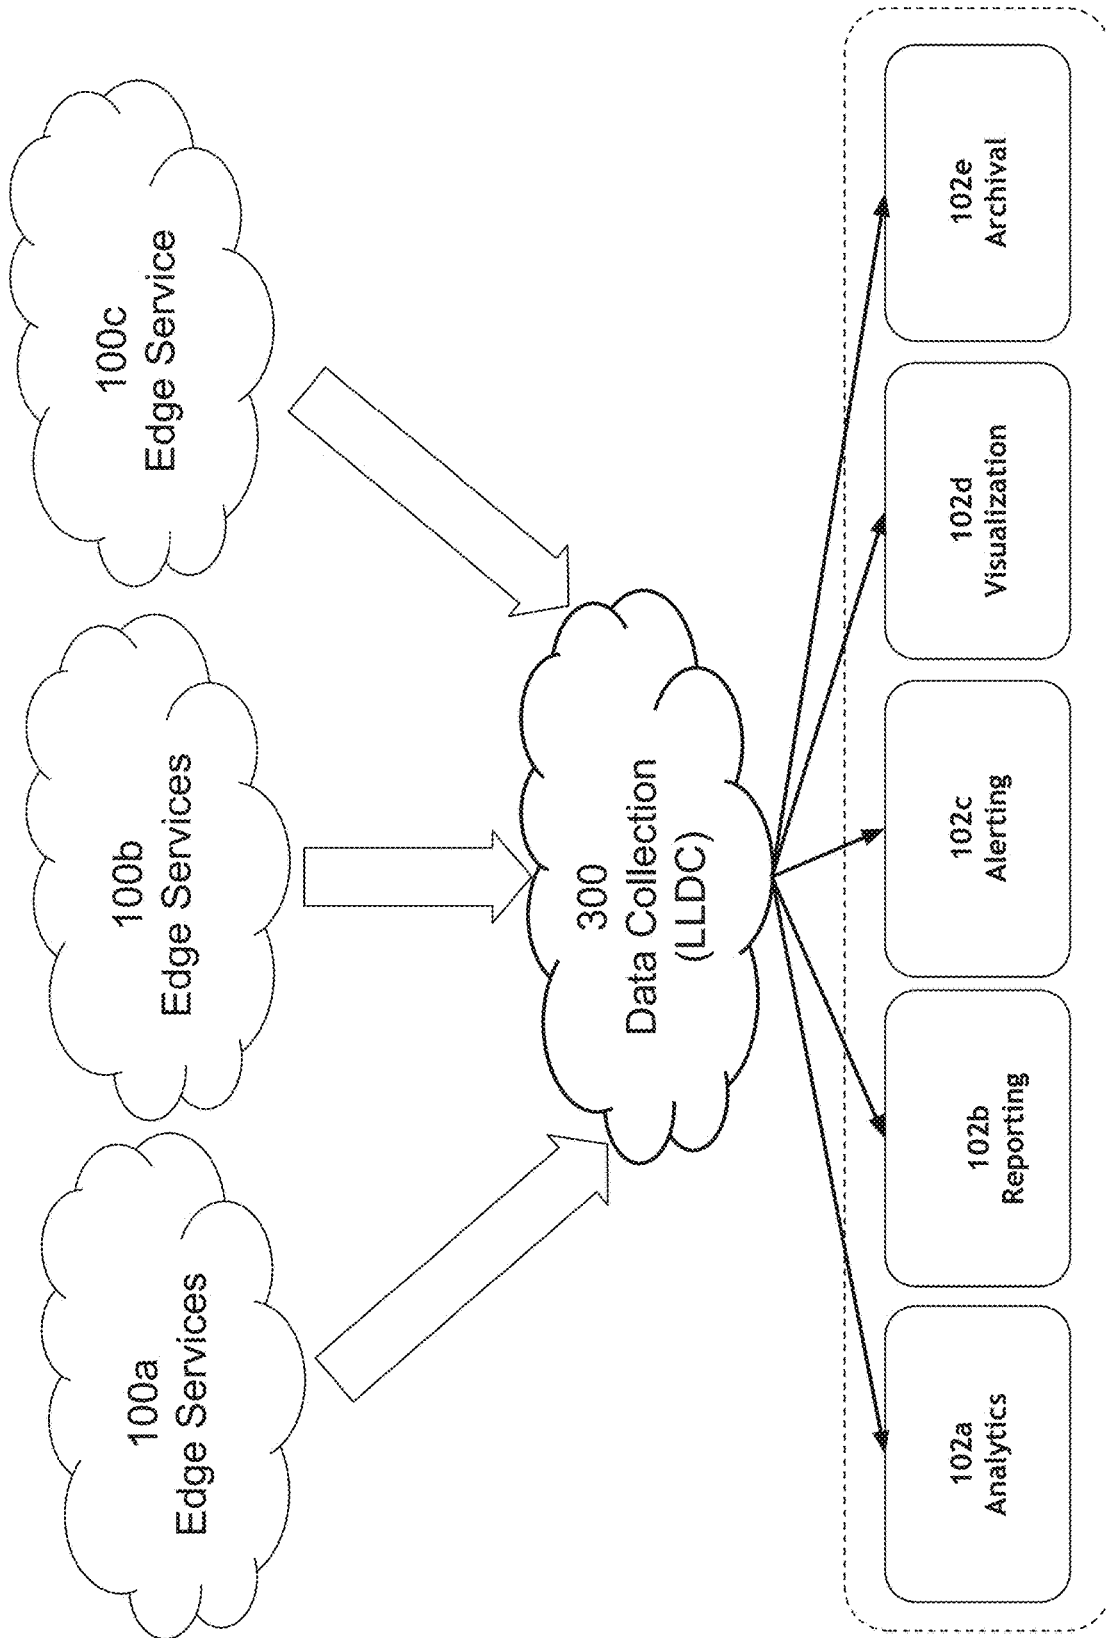 100a
Edge Services
100b
Edge Services
100c
Edge Service
300
Data Collection
(LLDC)
102a
Analytics
102b
Reporting
102c
Alerting
102d
Visualization
102e
Archival